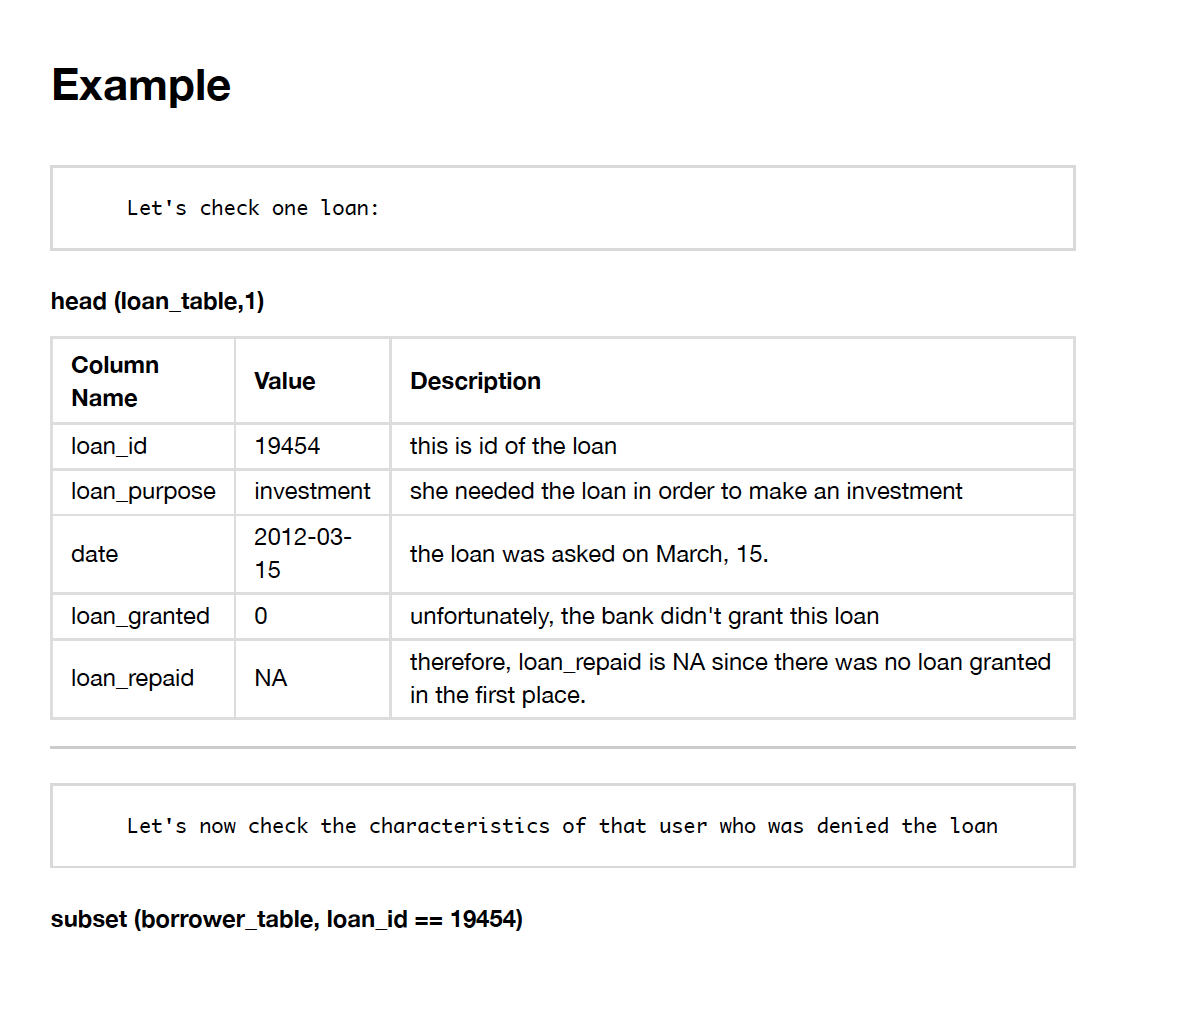 Example
Let's check one loan:
head (loan_table,1)
Column
Name
Value
Description
loan_id
19454
this is id of the loan
loan_purpose
investment
she needed the loan in order to make an investment
date
2012-03-
15
the loan was asked on March, 15.
loan_granted
0
unfortunately, the bank didn't grant this loan
loan_repaid
NA
therefore, loan_repaid is NA since there was no loan granted
in the first place.
Let's now check the characteristics of that user who was denied the loan
subset (borrower_table, loan_id == 19454)